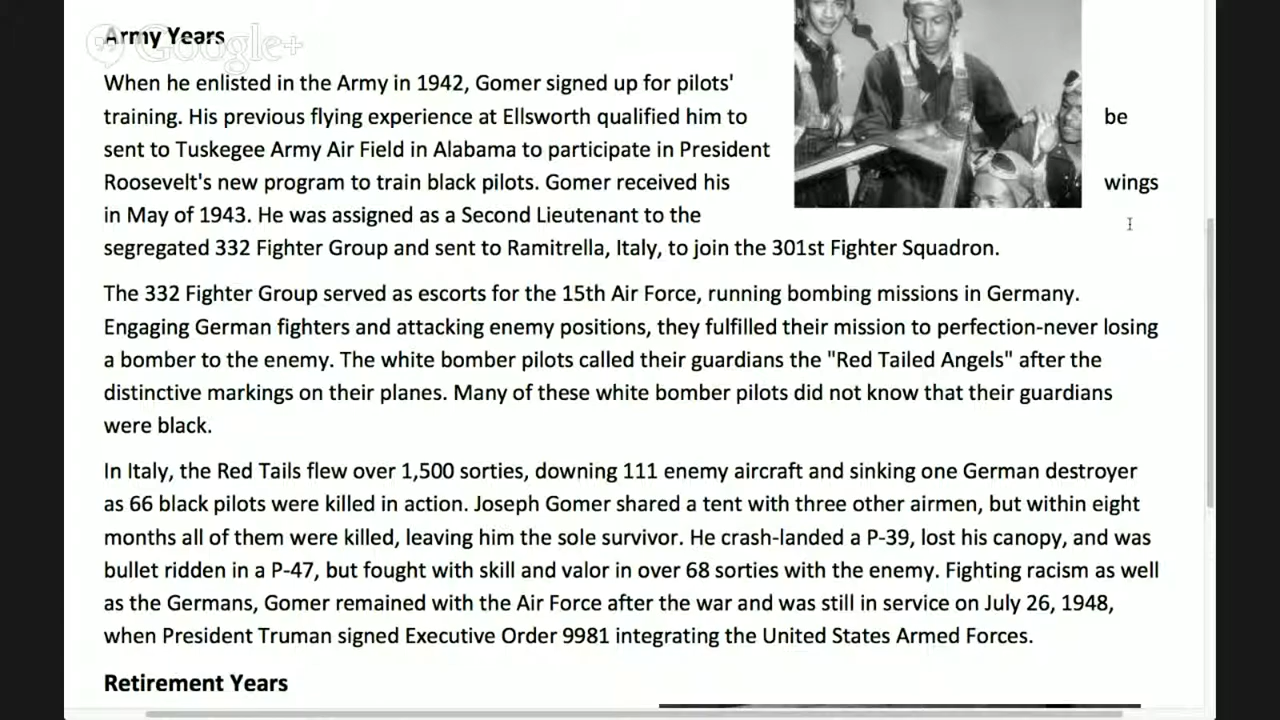 Army Years
Google+
When he enlisted in the Army in 1942, Gomer signed up for pilots'
training. His previous flying experience at Ellsworth qualified him to be
sent to Tuskegee Army Air Field in Alabama to participate in President
Roosevelt's new program to train black pilots. Gomer received his wings
in May of 1943. He was assigned as a Second Lieutenant to the
segregated 332 Fighter Group and sent to Ramitrella, Italy, to join the 301st Fighter Squadron.
The 332 Fighter Group served as escorts for the 15th Air Force, running bombing missions in Germany.
Engaging German fighters and attacking enemy positions, they fulfilled their mission to perfection-never losing
a bomber to the enemy. The white bomber pilots called their guardians the "Red Tailed Angels" after the
distinctive markings on their planes. Many of these white bomber pilots did not know that their guardians
were black.
In Italy, the Red Tails flew over 1,500 sorties, downing 111 enemy aircraft and sinking one German destroyer
as 66 black pilots were killed in action. Joseph Gomer shared a tent with three other airmen, but within eight
months all of them were killed, leaving him the sole survivor. He crash-landed a P-39, lost his canopy, and was
bullet ridden in a P-47, but fought with skill and valor in over 68 sorties with the enemy. Fighting racism as well
as the Germans, Gomer remained with the Air Force after the war and was still in service on July 26, 1948,
when President Truman signed Executive Order 9981 integrating the United States Armed Forces.
Retirement Years